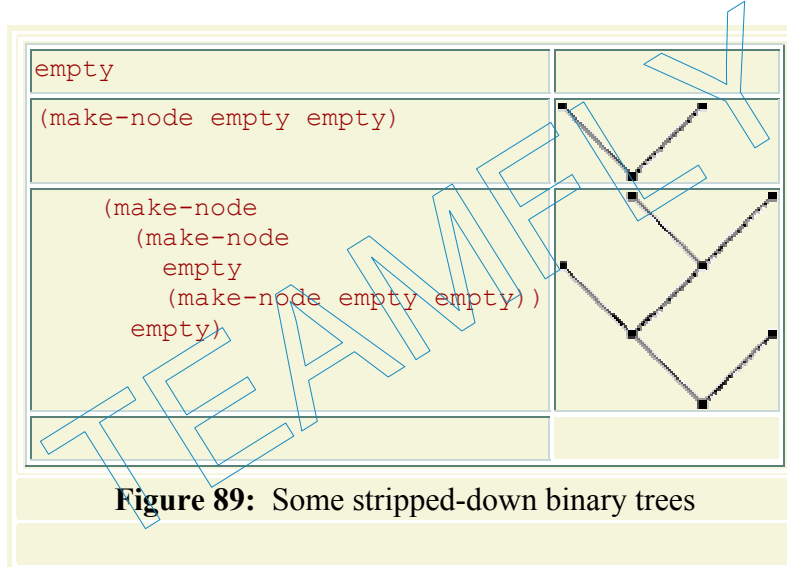 empty
(make-node empty empty)
(make-node
(make-node
empty
(make-node empty empty))
empty)
TEAMFLY
Figure 89: Some stripped-down binary trees